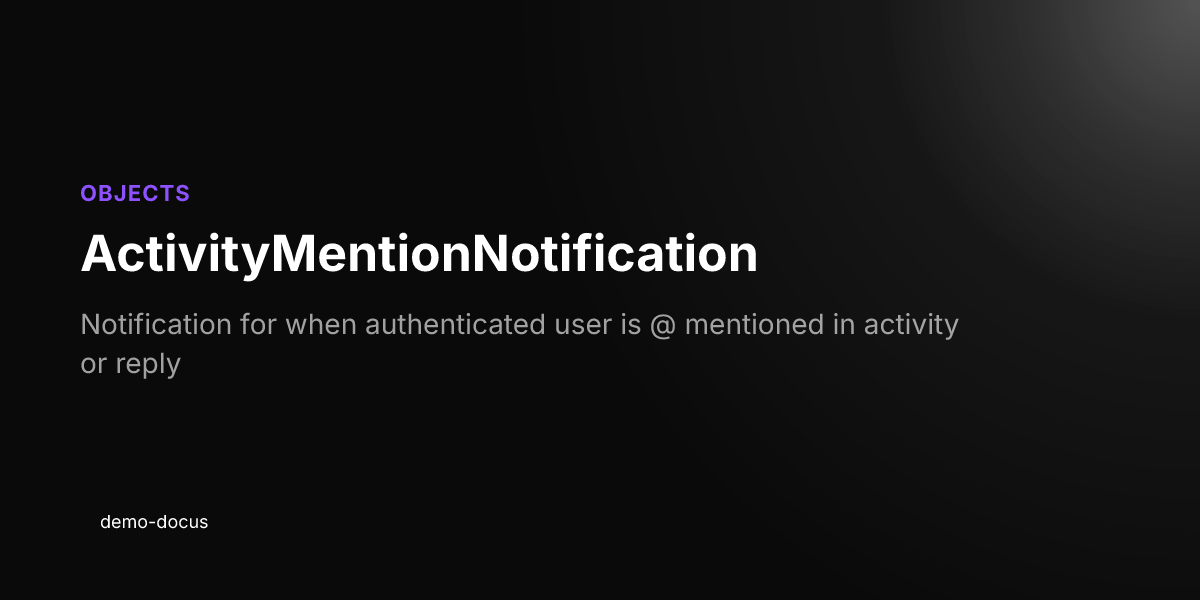 OBJECTS
ActivityMentionNotification
Notification for when authenticated user is @ mentioned in activity
or reply
demo-docus